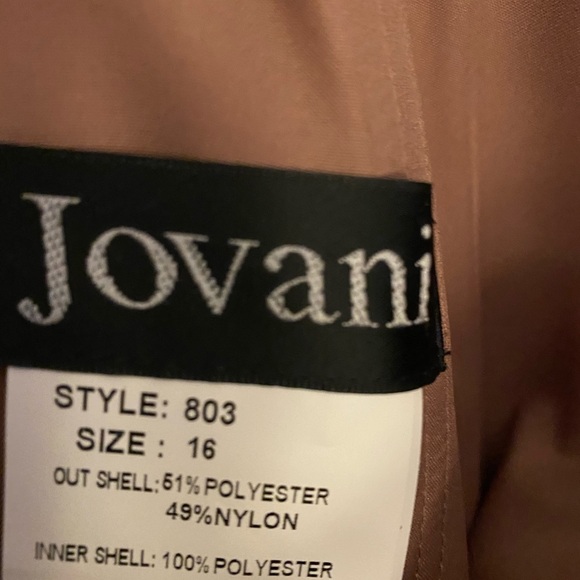 Jovani
STYLE: 803
SIZE : 16
OUT SHELL:51%POLYESTER
49%NYLON
INNER SHELL: 100%POLYESTER